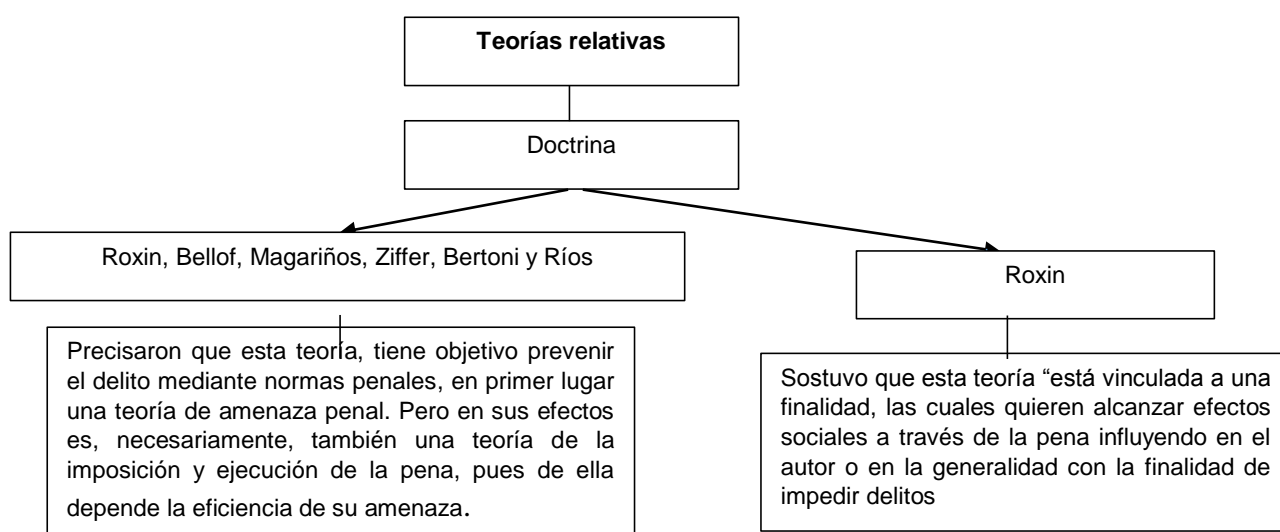 Teorías relativas
Doctrina
Roxin, Bellof, Magariños, Ziffer, Bertoni y Ríos
Precisaron que esta teoría, tiene objetivo prevenir
el delito mediante normas penales, en primer lugar
una teoría de amenaza penal. Pero en sus efectos
es, necesariamente, también una teoría de la
imposición y ejecución de la pena, pues de ella
depende la eficiencia de su amenaza.
Roxin
Sostuvo que esta teoría “está vinculada a una
finalidad, las cuales quieren alcanzar efectos
sociales a través de la pena influyendo en el
autor o en la generalidad con la finalidad de
impedir delitos